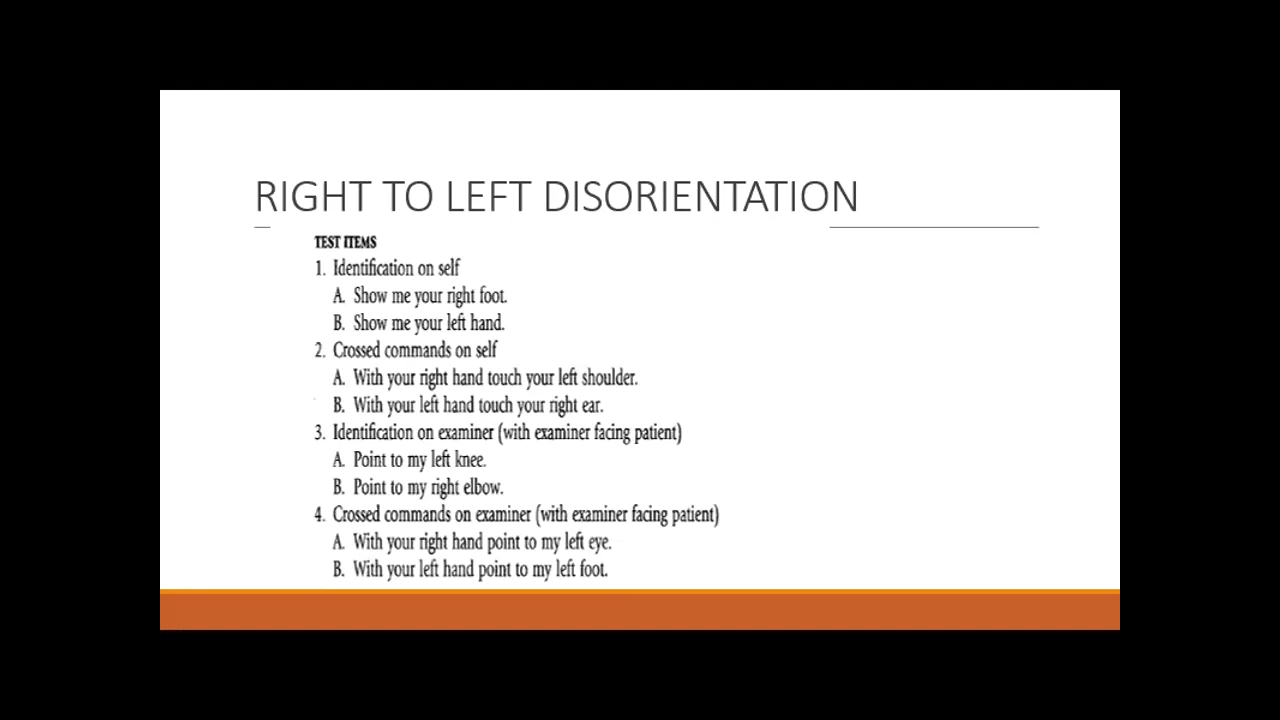 RIGHT TO LEFT DISORIENTATION
TEST ITEMS
1. Identification on self
A. Show me your right foot.
B. Show me your left hand.
2. Crossed commands on self
A. With your right hand touch your left shoulder.
B. With your left hand touch your right ear.
3. Identification on examiner (with examiner facing patient)
A. Point to my left knee.
B. Point to my right elbow.
4. Crossed commands on examiner (with examiner facing patient)
A. With your right hand point to my left eye.
B. With your left hand point to my left foot.